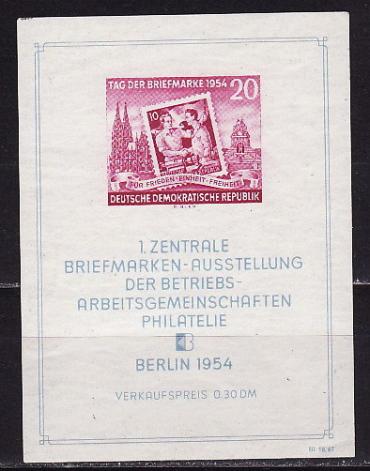 TAG DER BRIEFMARKE 1954 20
10
FÜR FRIEDEN - EINHEIT - FREIHEIT
DEUTSCHE DEMOKRATISCHE REPUBLIK
1. ZENTRALE
BRIEFMARKEN-AUSSTELLUNG
DER BETRIEBS-
ARBEITSGEMEINSCHAFTEN
PHILATELIE
BERLIN 1954
VERKAUFSPREIS 0.30 DM